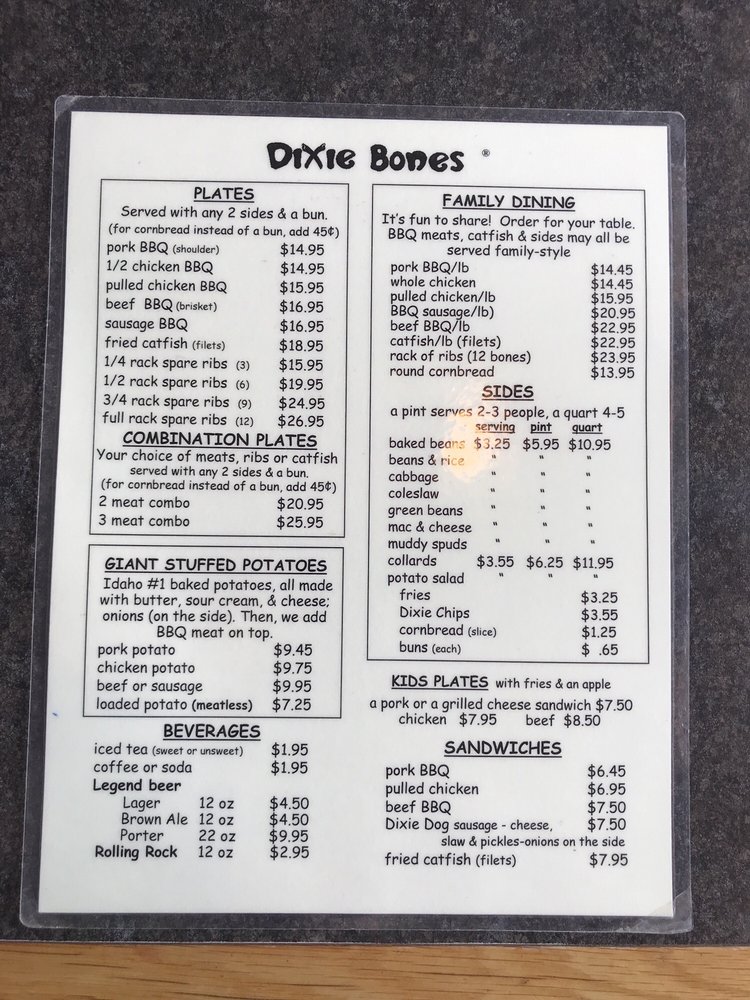 Dixie Bones ®
PLATES
Served with any 2 sides & a bun.
(for cornbread instead of a bun, add 45¢)
pork BBQ (shoulder) $14.95
1/2 chicken BBQ $14.95
pulled chicken BBQ $15.95
beef BBQ (brisket) $16.95
sausage BBQ $16.95
fried catfish (filets) $18.95
1/4 rack spare ribs (3) $15.95
1/2 rack spare ribs (6) $19.95
3/4 rack spare ribs (9) $24.95
full rack spare ribs (12) $26.95
COMBINATION PLATES
Your choice of meats, ribs or catfish
served with any 2 sides & a bun.
(for cornbread instead of a bun, add 45¢)
2 meat combo $20.95
3 meat combo $25.95
GIANT STUFFED POTATOES
Idaho #1 baked potatoes, all made
with butter, sour cream, & cheese;
onions (on the side). Then, we add
BBQ meat on top.
pork potato $9.45
chicken potato $9.75
beef or sausage $9.95
loaded potato (meatless) $7.25
BEVERAGES
iced tea (sweet or unsweet) $1.95
coffee or soda $1.95
Legend beer
Lager 12 oz $4.50
Brown Ale 12 oz $4.50
Porter 22 oz $9.95
Rolling Rock 12 oz $2.95
FAMILY DINING
It's fun to share! Order for your table.
BBQ meats, catfish & sides may all be
served family-style
pork BBQ/lb $14.45
whole chicken $14.45
pulled chicken/lb $15.95
BBQ sausage/lb) $20.95
beef BBQ/lb $22.95
catfish/lb (filets) $22.95
rack of ribs (12 bones) $23.95
round cornbread $13.95
SIDES
a pint serves 2-3 people, a quart 4-5
serving pint quart
baked beans $3.25 $5.95 $10.95
beans & rice " " "
cabbage " " "
coleslaw " " "
green beans " " "
mac & cheese " " "
muddy spuds " " "
collards $3.55 $6.25 $11.95
potato salad " " "
fries $3.25
Dixie Chips $3.55
cornbread (slice) $1.25
buns (each) $ .65
KIDS PLATES with fries & an apple
a pork or a grilled cheese sandwich $7.50
chicken $7.95 beef $8.50
SANDWICHES
pork BBQ $6.45
pulled chicken $6.95
beef BBQ $7.50
Dixie Dog sausage - cheese, $7.50
slaw & pickles-onions on the side
fried catfish (filets) $7.95